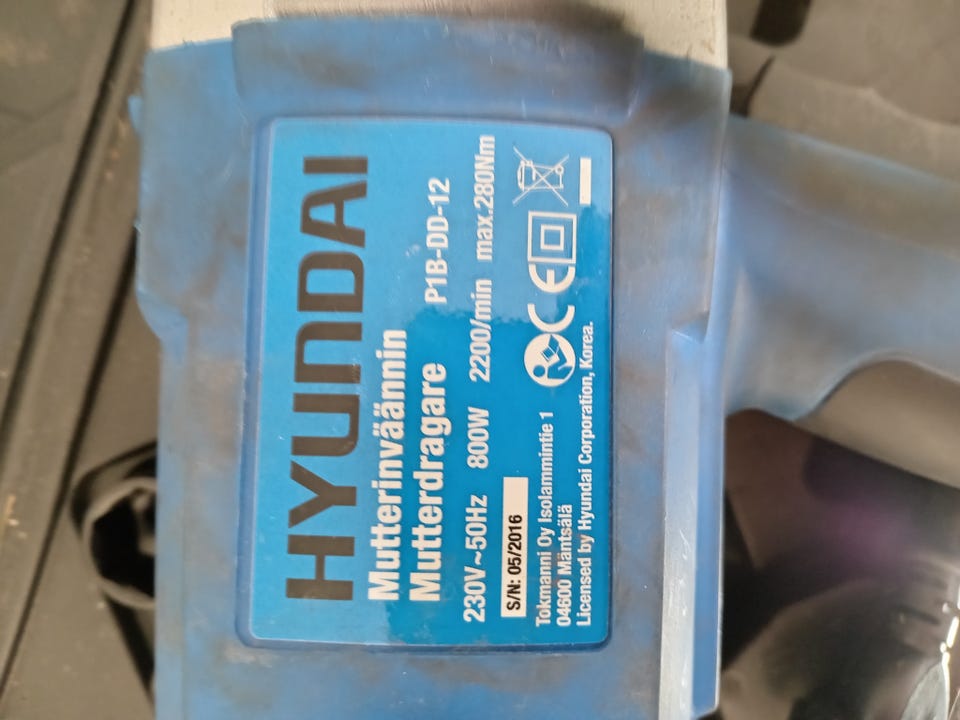 HYUNDAI
Mutterinväännin
Mutterdragare P1B-DD-12
230V~50Hz 800W 2200/min max.280Nm
S/N: 05/2016
CE
Tokmanni Oy Isolammintie 1
04600 Mäntsälä
Licensed by Hyundai Corporation, Korea.